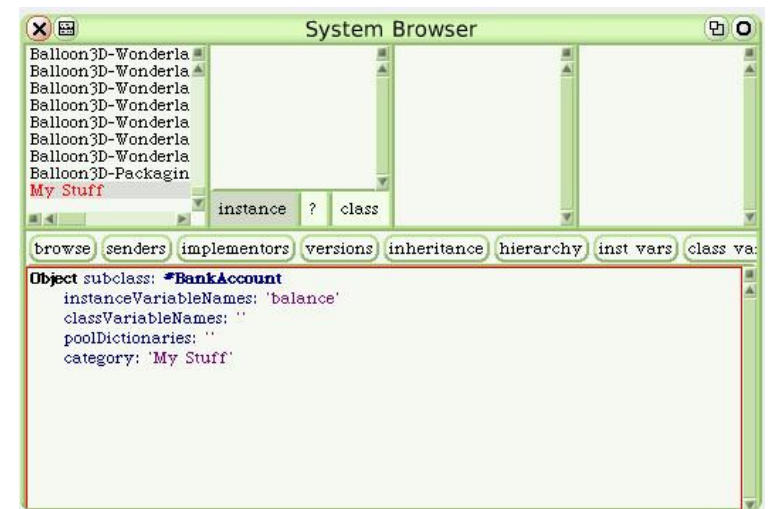 System Browser
Balloon3D-Wonderla
Balloon3D-Wonderla
Balloon3D-Wonderla
Balloon3D-Wonderla
Balloon3D-Wonderla
Balloon3D-Wonderla
Balloon3D-Wonderla
Balloon3D-Packagin
My Stuff
instance ? class
browse senders implementors versions inheritance hierarchy inst vars class va
Object subclass: #BankAccount
instanceVariableNames: 'balance'
classVariableNames: ''
poolDictionaries: ''
category: 'My Stuff'